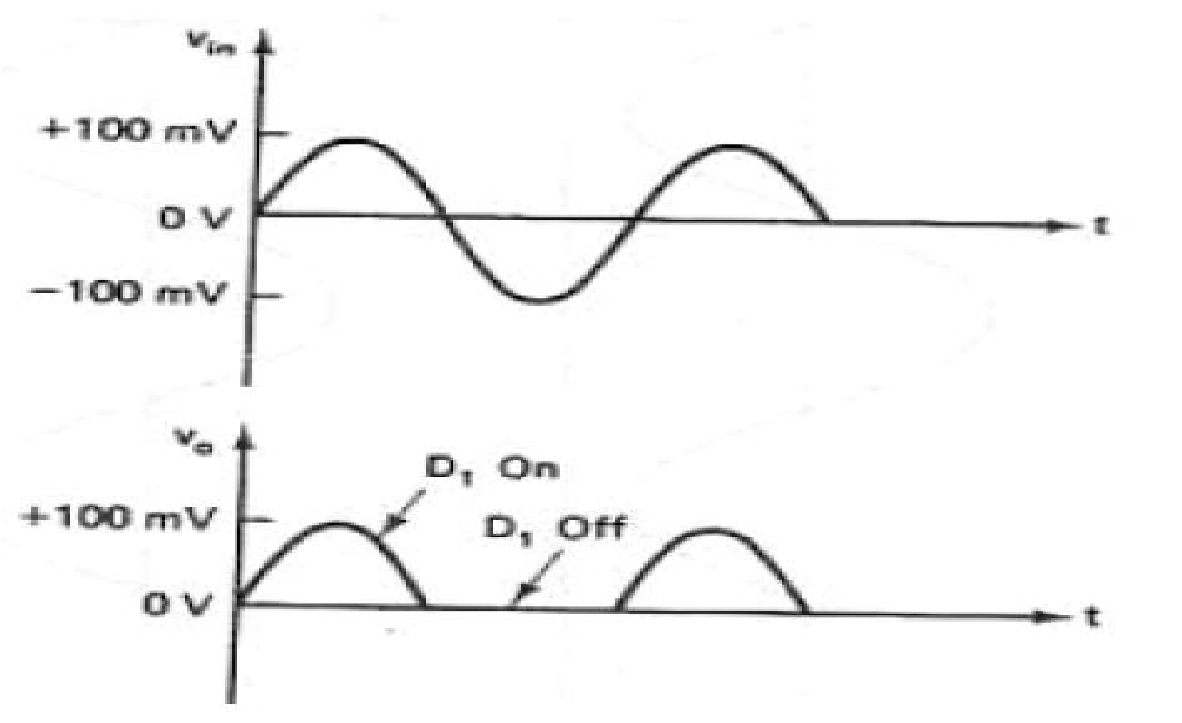 vin
+100 mV
0 V
t
−100 mV
vo
D1 On
+100 mV
D1 Off
0 V
t